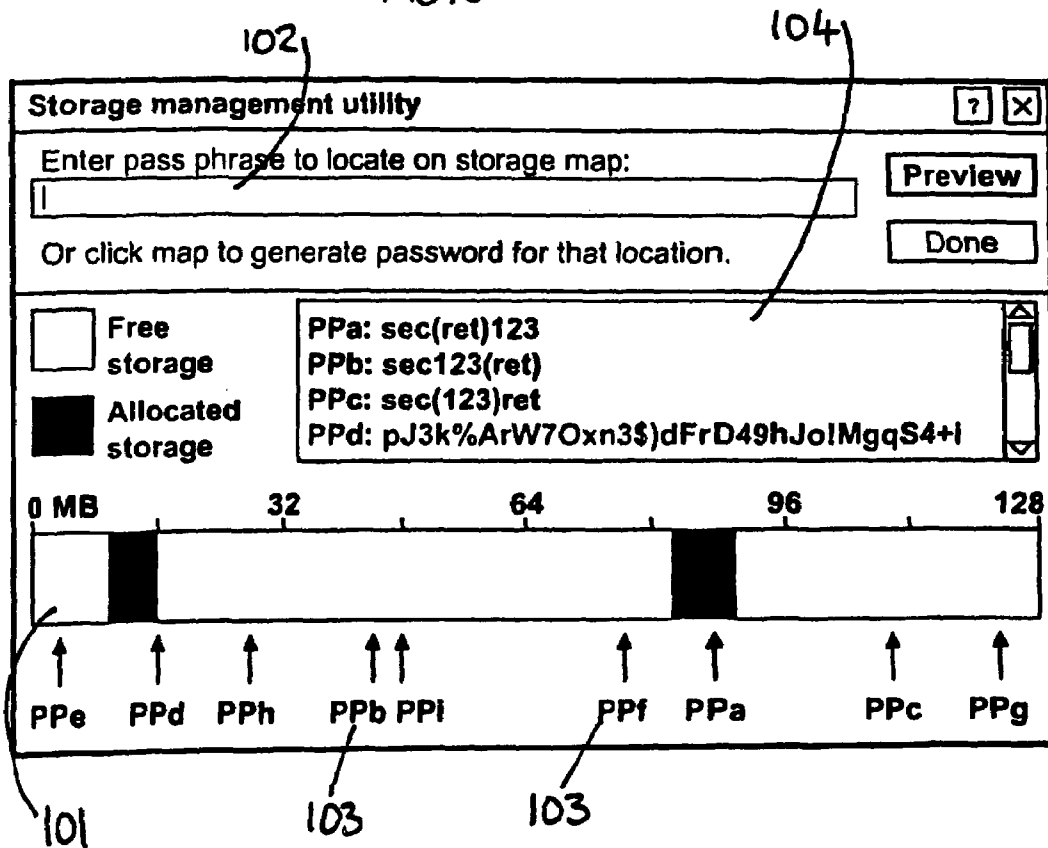 102
104
Storage management utility ? X
Enter pass phrase to locate on storage map:
Preview
Or click map to generate password for that location.
Done
Free
storage
Allocated
storage
PPa: sec(ret)123
PPb: sec123(ret)
PPc: sec(123)ret
PPd: pJ3k%ArW7Oxn3$)dFrD49hJo!MgqS4+i
0 MB 32 64 96 128
PPe PPd PPh PPb PPi PPf PPa PPc PPg
101
103
103